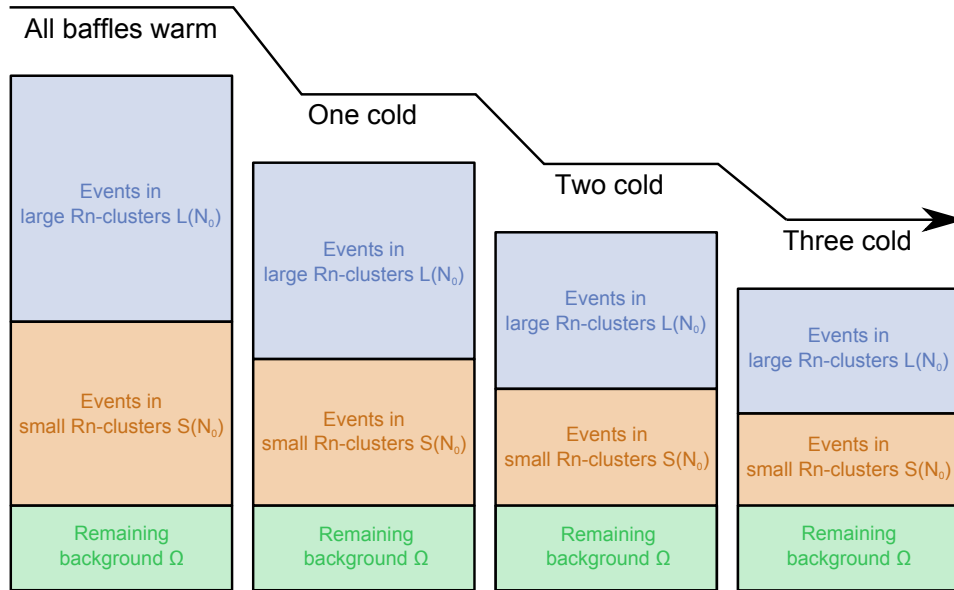 All baffles warm
One cold
Two cold
Three cold
Events in
large Rn-clusters L(N₀)
Events in
small Rn-clusters S(N₀)
Remaining
background Ω
Events in
large Rn-clusters L(N₀)
Events in
small Rn-clusters S(N₀)
Remaining
background Ω
Events in
large Rn-clusters L(N₀)
Events in
small Rn-clusters S(N₀)
Remaining
background Ω
Events in
large Rn-clusters L(N₀)
Events in
small Rn-clusters S(N₀)
Remaining
background Ω